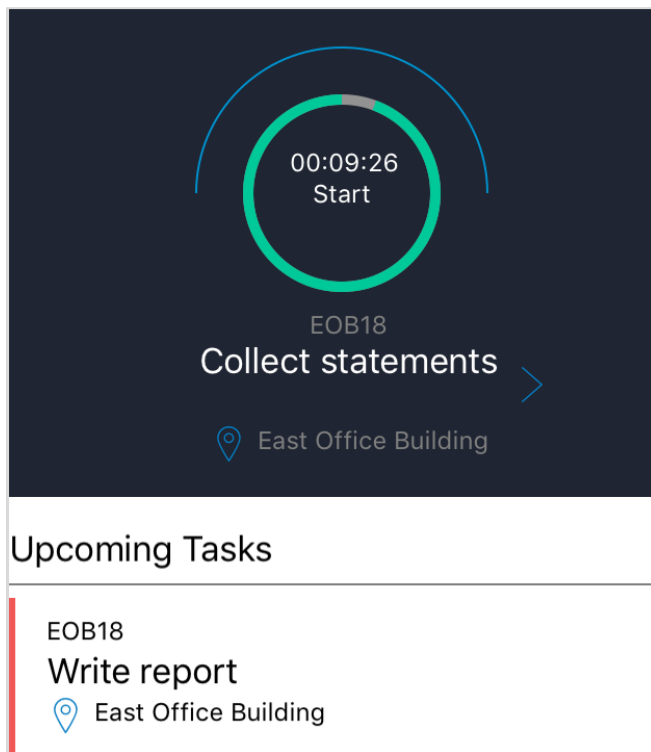 00:09:26
Start
EOB18
Collect statements
East Office Building
Upcoming Tasks
EOB18
Write report
East Office Building